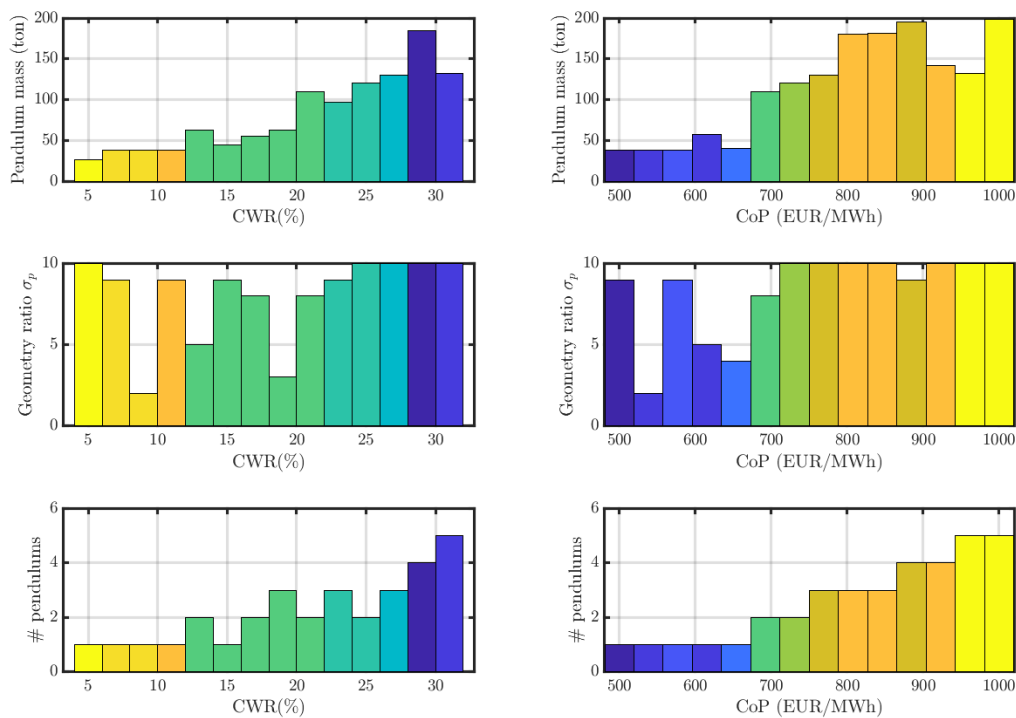 Pendulum mass (ton)
200
150
100
50
0
5 10 15 20 25 30
CWR(%)
Pendulum mass (ton)
200
150
100
50
0
500 600 700 800 900 1000
CoP (EUR/MWh)
Geometry ratio σₚ
10
5
0
5 10 15 20 25 30
CWR(%)
Geometry ratio σₚ
10
5
0
500 600 700 800 900 1000
CoP (EUR/MWh)
# pendulums
6
4
2
0
5 10 15 20 25 30
CWR(%)
# pendulums
6
4
2
0
500 600 700 800 900 1000
CoP (EUR/MWh)